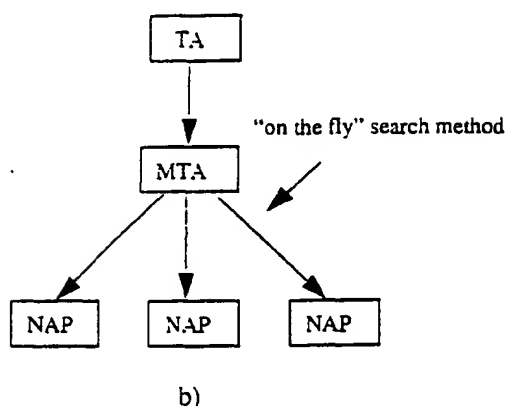 TA
"on the fly" search method
MTA
NAP NAP NAP
b)